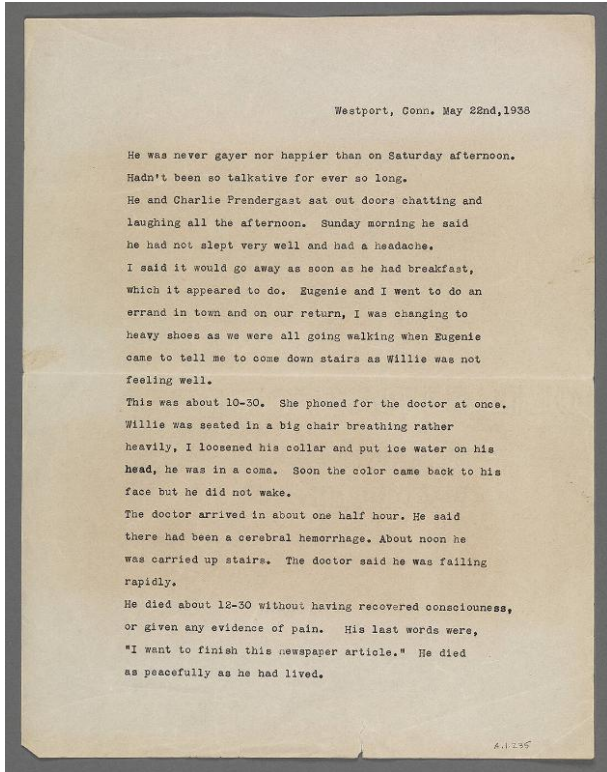 Westport, Conn. May 22nd,1938
He was never gayer nor happier than on Saturday afternoon.
Hadn't been so talkative for ever so long.
He and Charlie Prendergast sat out doors chatting and
laughing all the afternoon. Sunday morning he said
he had not slept very well and had a headache.
I said it would go away as soon as he had breakfast,
which it appeared to do. Eugenie and I went to do an
errand in town and on our return, I was changing to
heavy shoes as we were all going walking when Eugenie
came to tell me to come down stairs as Willie was not
feeling well.
This was about 10-30. She phoned for the doctor at once.
Willie was seated in a big chair breathing rather
heavily, I loosened his collar and put ice water on his
head, he was in a coma. Soon the color came back to his
face but he did not wake.
The doctor arrived in about one half hour. He said
there had been a cerebral hemorrhage. About noon he
was carried up stairs. The doctor said he was failing
rapidly.
He died about 12-30 without having recovered consciouness,
or given any evidence of pain. His last words were,
"I want to finish this newspaper article." He died
as peacefully as he had lived.
A.1.235